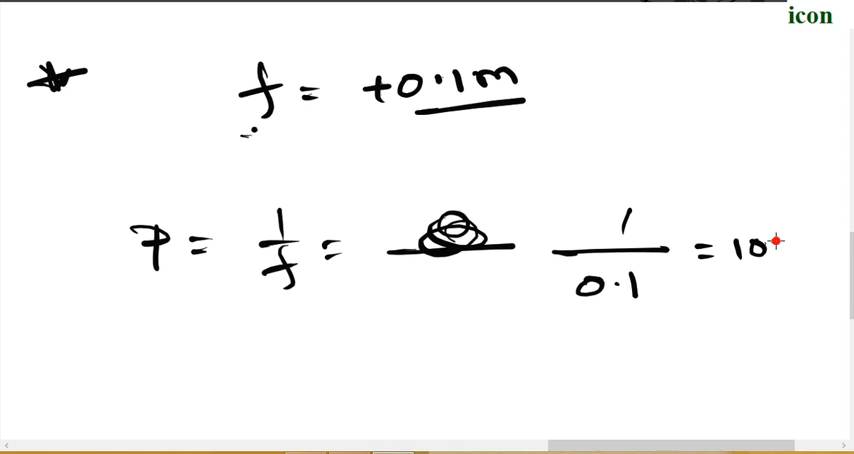 icon
f = +0.1m
P = 1/f = 1/0.1 = 10